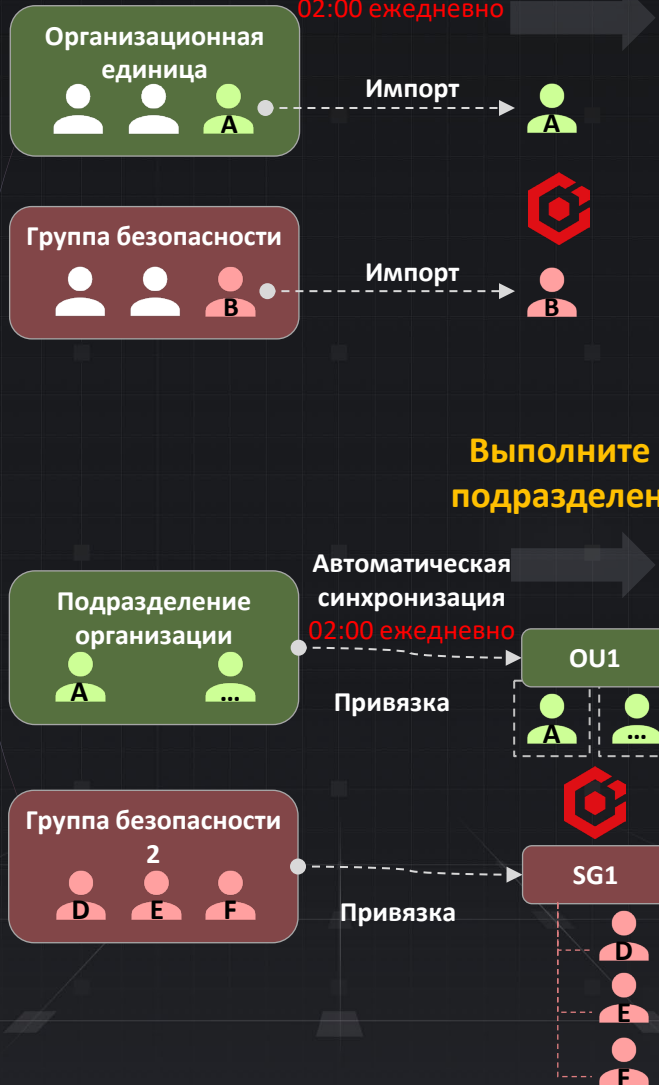 02:00 ежедневно
Организационная
единица
A
Импорт
A
Группа безопасности
B
Импорт
B
Выполните
подразделен
Автоматическая
синхронизация
02:00 ежедневно
Подразделение
организации
A
...
Привязка
OU1
A
...
Группа безопасности
2
D
E
F
Привязка
SG1
D
E
F